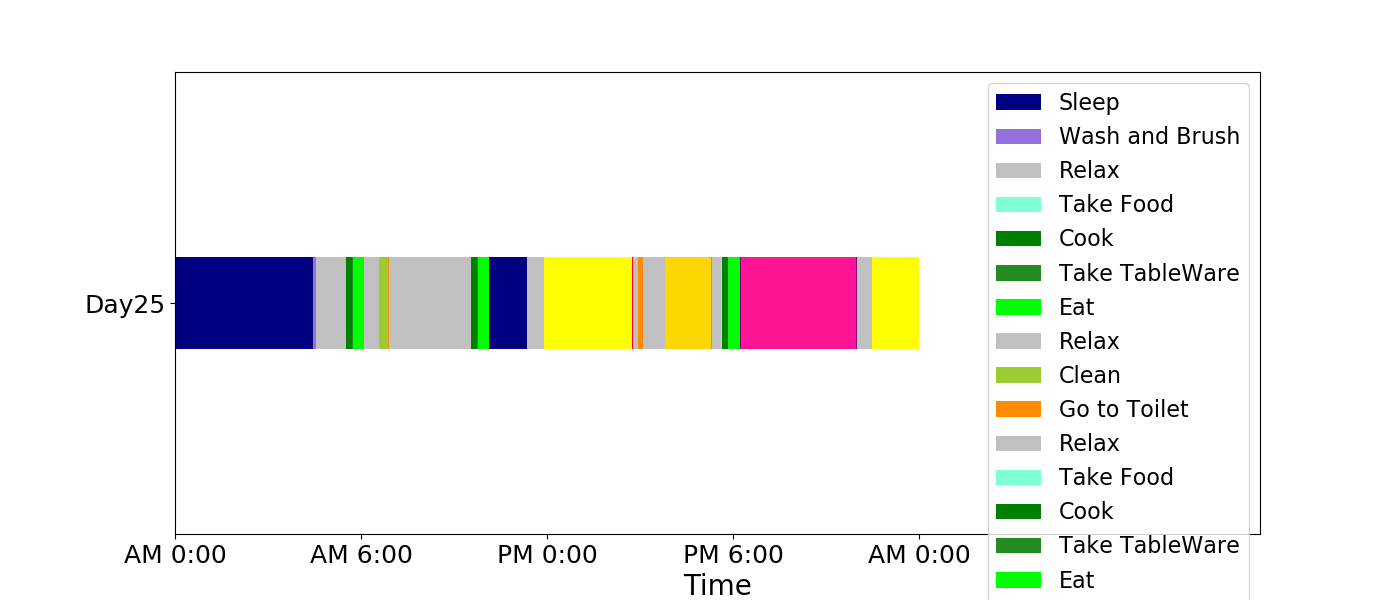 Sleep
Wash and Brush
Relax
Take Food
Cook
Take TableWare
Eat
Relax
Clean
Go to Toilet
Relax
Take Food
Cook
Take TableWare
Eat
Day25
AM 0:00 AM 6:00 PM 0:00 PM 6:00 AM 0:00
Time